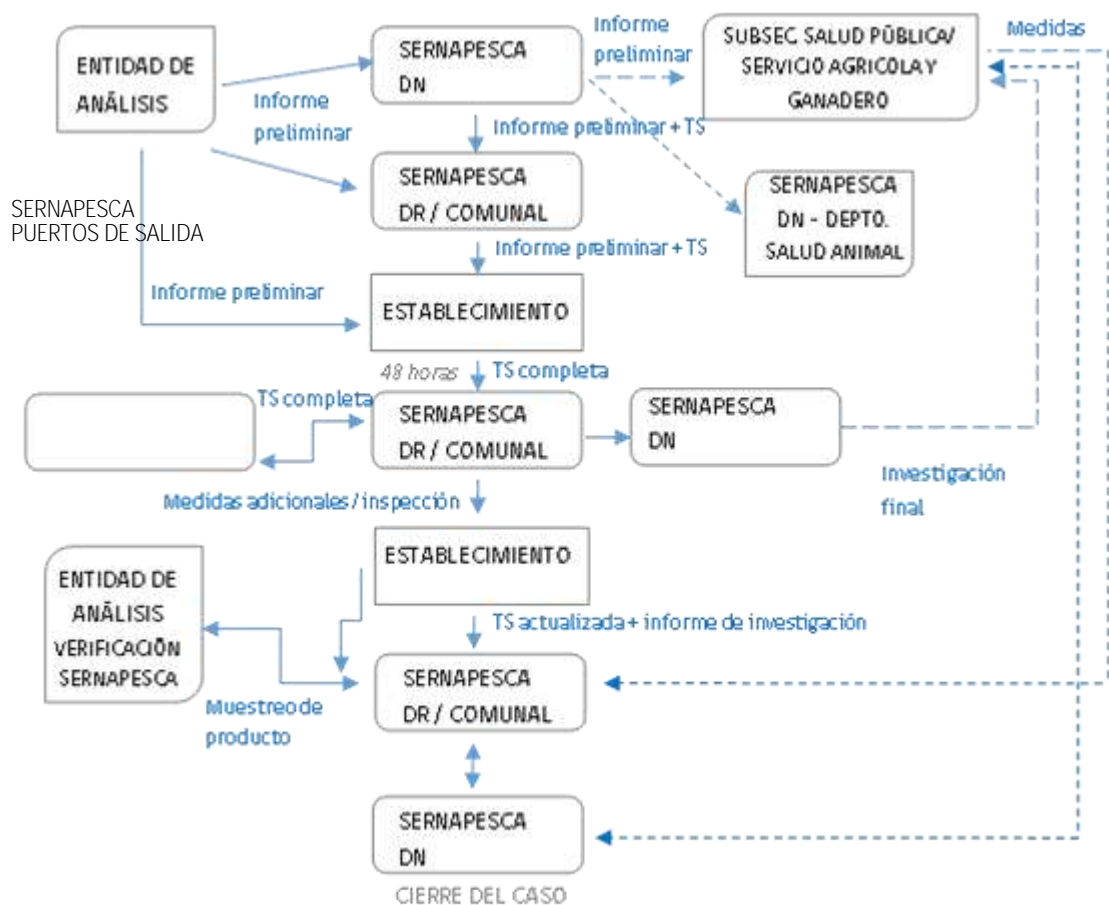 ENTIDAD DE
ANÁLISIS
SERNAPESCA
DN
Informe
preliminar
SUBSEC. SALUD PÚBLICA/
SERVICIO AGRICOLA Y
GANADERO
Medidas
Informe
preliminar
Informe preliminar + TS
SERNAPESCA
DR / COMUNAL
SERNAPESCA
DN - DEPTO.
SALUD ANIMAL
SERNAPESCA
PUERTOS DE SALIDA
Informe preliminar + TS
Informe preliminar
ESTABLECIMIENTO
48 horas
TS completa
TS completa
SERNAPESCA
DR / COMUNAL
SERNAPESCA
DN
Investigación
final
Medidas adicionales / inspección
ESTABLECIMIENTO
ENTIDAD DE
ANÁLISIS
VERIFICACIÓN
SERNAPESCA
TS actualizada + informe de investigación
SERNAPESCA
DR / COMUNAL
Muestreo de
producto
SERNAPESCA
DN
CIERRE DEL CASO